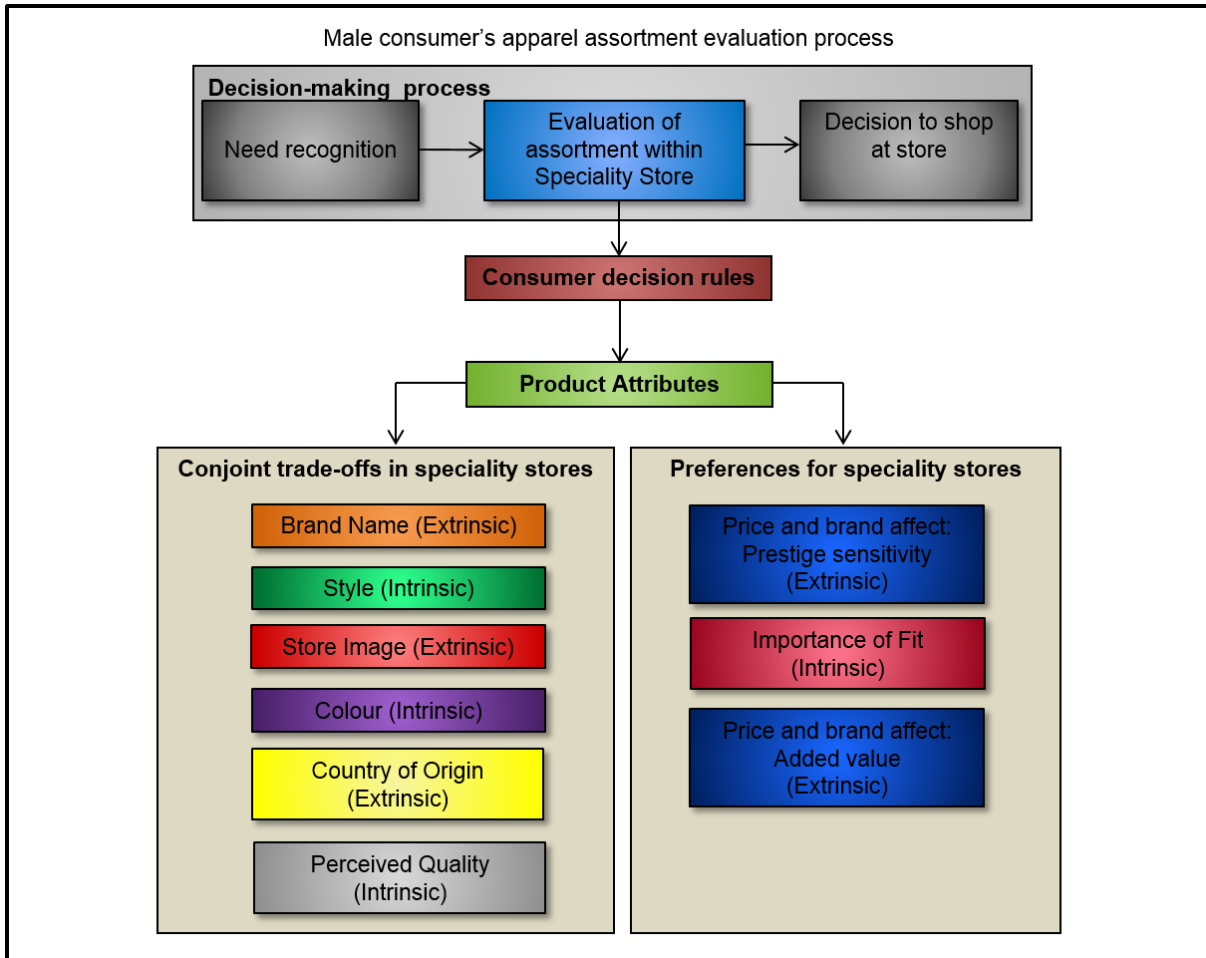 Male consumer's apparel assortment evaluation process
Decision-making process
Need recognition
Evaluation of
assortment within
Speciality Store
Decision to shop
at store
Consumer decision rules
Product Attributes
Conjoint trade-offs in speciality stores
Brand Name (Extrinsic)
Style (Intrinsic)
Store Image (Extrinsic)
Colour (Intrinsic)
Country of Origin
(Extrinsic)
Perceived Quality
(Intrinsic)
Preferences for speciality stores
Price and brand affect:
Prestige sensitivity
(Extrinsic)
Importance of Fit
(Intrinsic)
Price and brand affect:
Added value
(Extrinsic)